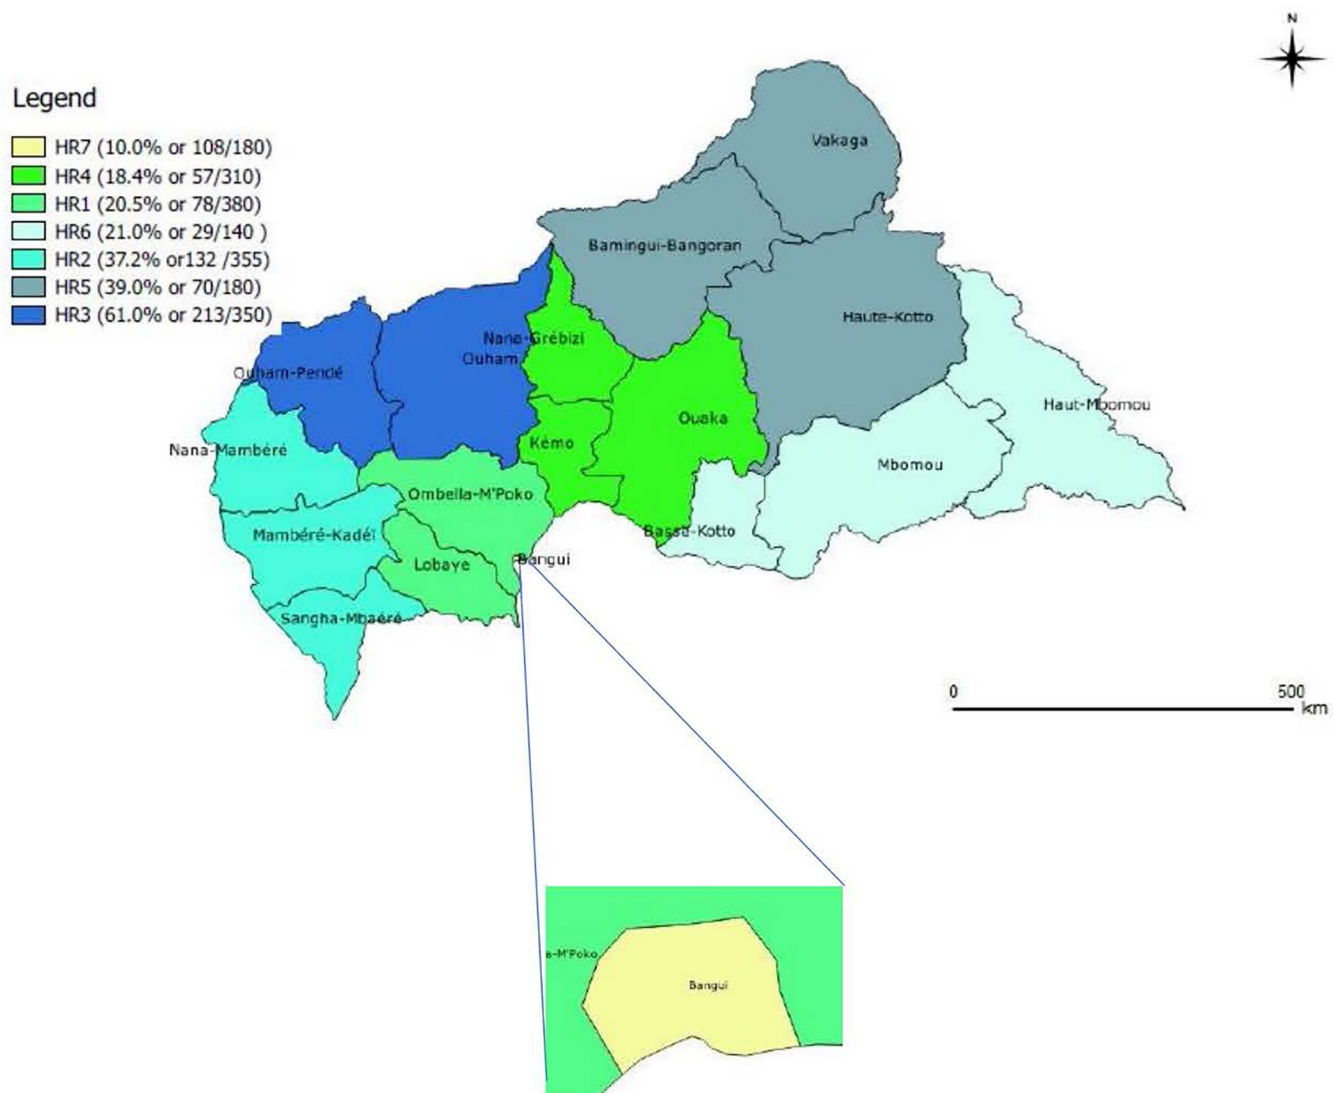 N
Legend
HR7 (10.0% or 108/180)
HR4 (18.4% or 57/310)
HR1 (20.5% or 78/380)
HR6 (21.0% or 29/140 )
HR2 (37.2% or132 /355)
HR5 (39.0% or 70/180)
HR3 (61.0% or 213/350)
Vakaga
Bamingui-Bangoran
Haute-Kotto
Nana-Grébizi
Ouham
Ouham-Pendé
Haut-Mbomou
Ouaka
Kémo
Nana-Mambéré
Mbomou
Ombella-M'Poko
Basse-Kotto
Mambéré-Kadéï
Bangui
Lobaye
Sangha-Mbaéré
0 500
km
a-M'Poko
Bangui